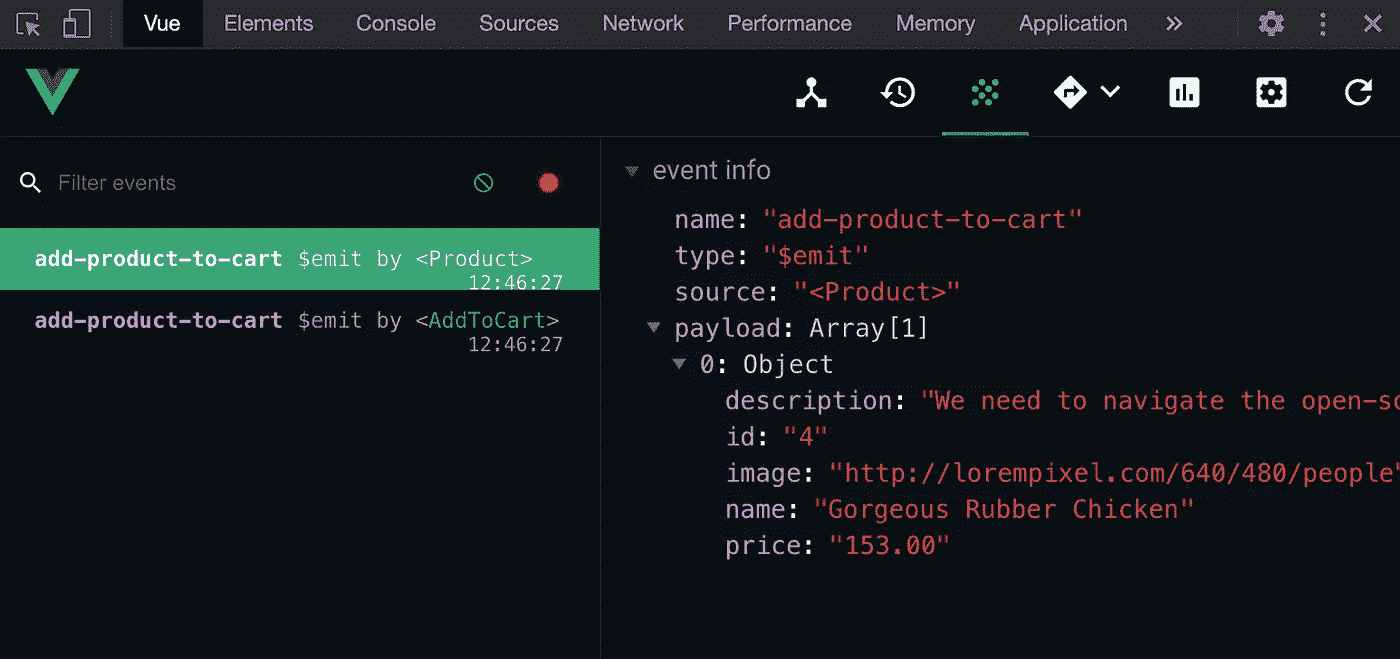 Vue Elements Console Sources Network Performance Memory Application »
Filter events
add-product-to-cart $emit by <Product>
12:46:27
add-product-to-cart $emit by <AddToCart>
12:46:27
event info
name: "add-product-to-cart"
type: "$emit"
source: "<Product>"
payload: Array[1]
0: Object
description: "We need to navigate the open-so
id: "4"
image: "http://lorempixel.com/640/480/people"
name: "Gorgeous Rubber Chicken"
price: "153.00"